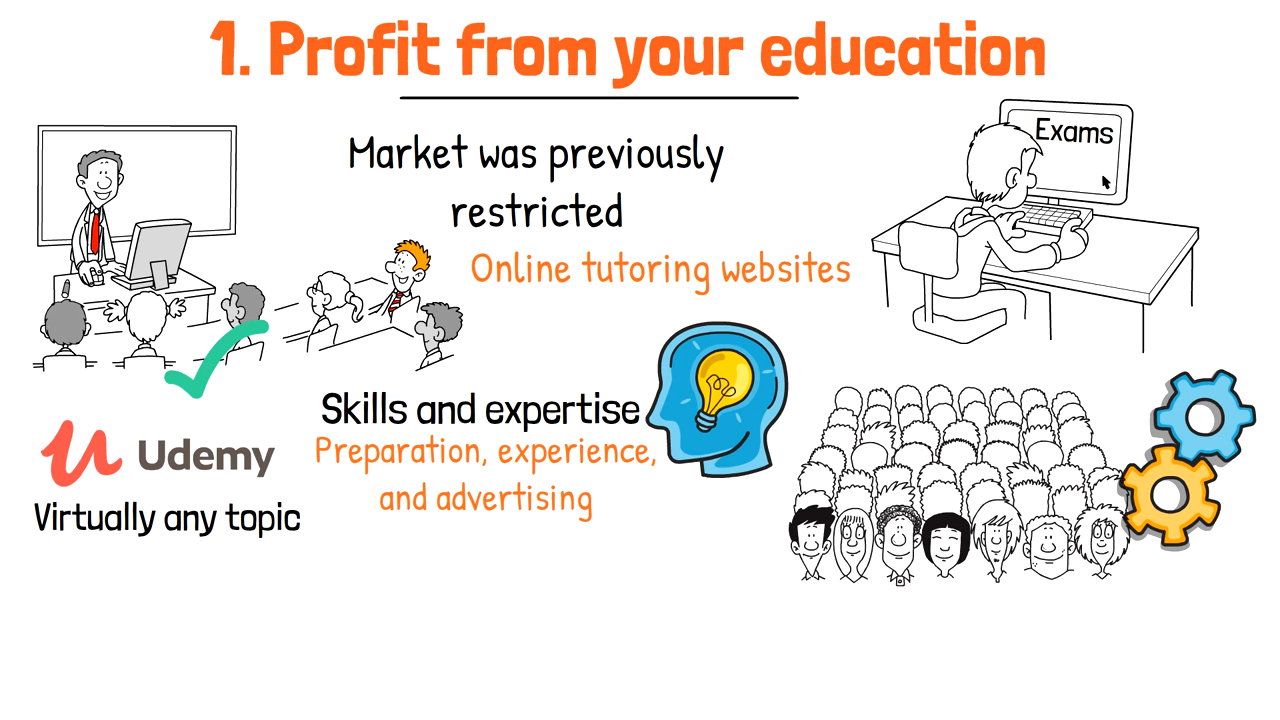 1. Profit from your education
Market was previously
restricted
Online tutoring websites
Exams
Skills and expertise
Preparation, experience,
and advertising
Udemy
Virtually any topic